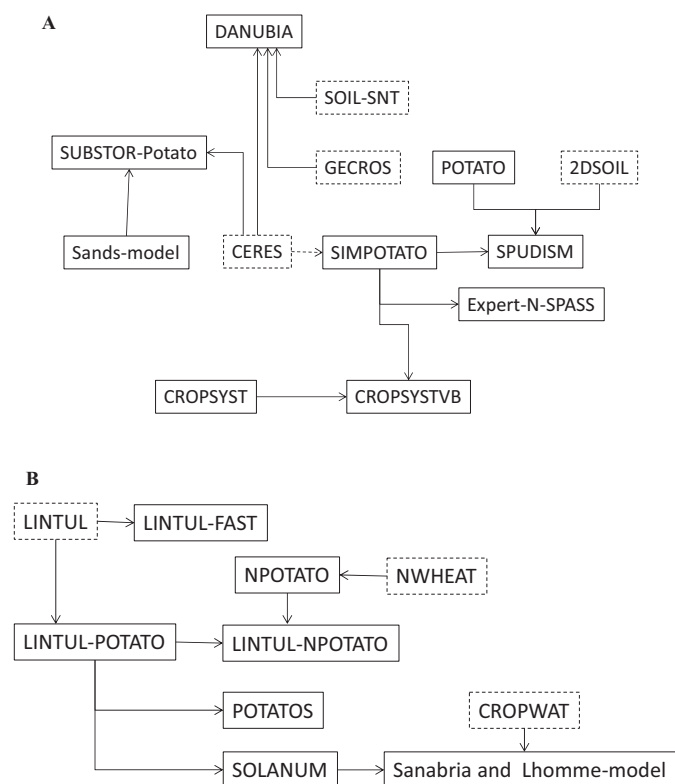 A
DANUBIA
SOIL-SNT
SUBSTOR-Potato
GECROS
POTATO
2DSOIL
Sands-model
CERES
SIMPOTATO
SPUDISM
Expert-N-SPASS
CROPSYST
CROPSYSTVB
B
LINTUL
LINTUL-FAST
NPOTATO
NWHEAT
LINTUL-POTATO
LINTUL-NPOTATO
POTATOS
CROPWAT
SOLANUM
Sanabria and Lhomme-model